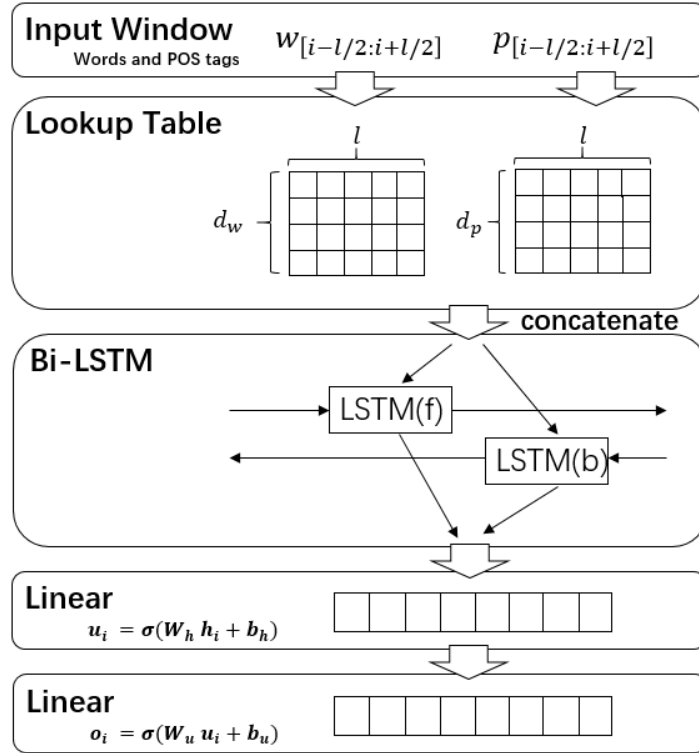 Input Window w[i−l/2:i+l/2] p[i−l/2:i+l/2]
Words and POS tags
Lookup Table
l l
d_w d_p
concatenate
Bi-LSTM
LSTM(f)
LSTM(b)
Linear
u_i = σ(W_h h_i + b_h)
Linear
o_i = σ(W_u u_i + b_u)